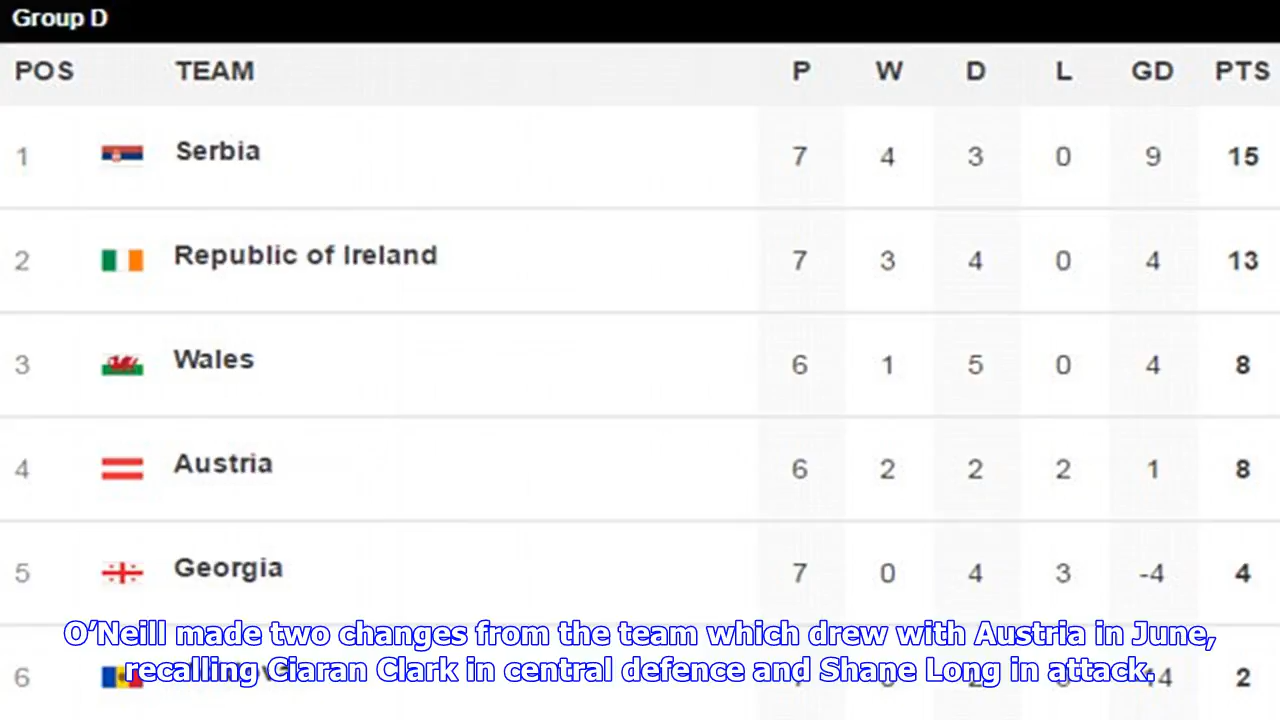 Group D
POS TEAM P W D L GD PTS
1 Serbia 7 4 3 0 9 15
2 Republic of Ireland 7 3 4 0 4 13
3 Wales 6 1 5 0 4 8
4 Austria 6 2 2 2 1 8
5 Georgia 7 0 4 3 -4 4
O’Neill made two changes from the team which drew with Austria in June,
recalling Ciaran Clark in central defence and Shane Long in attack.
6 2